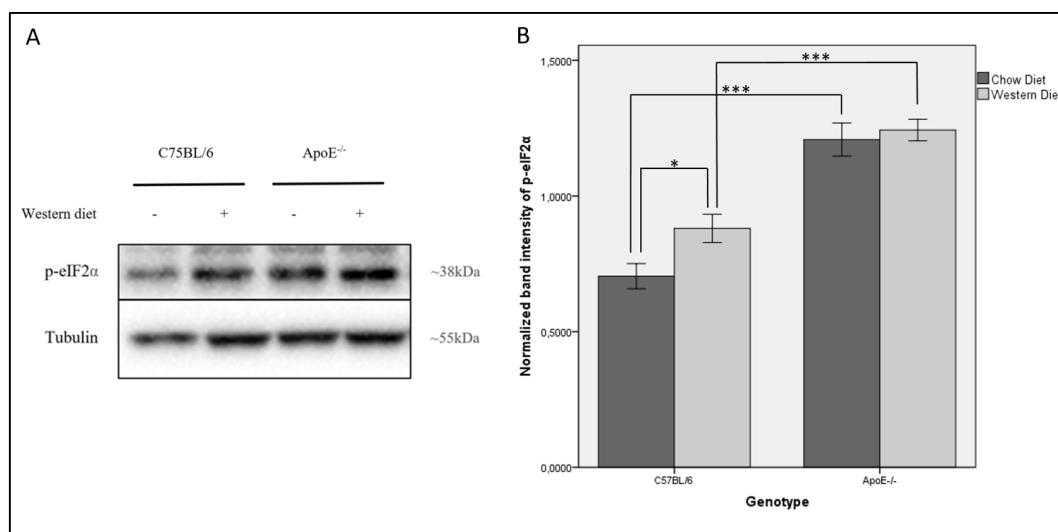 A
C75BL/6 ApoE-/-
Western diet - + - +
p-eIF2α ~38kDa
Tubulin ~55kDa
B
Normalized band intensity of p-eIF2α
1,5000
1,0000
0,5000
0,0000
***
***
*
Chow Diet
Western Die
C57BL/6 ApoE-/-
Genotype